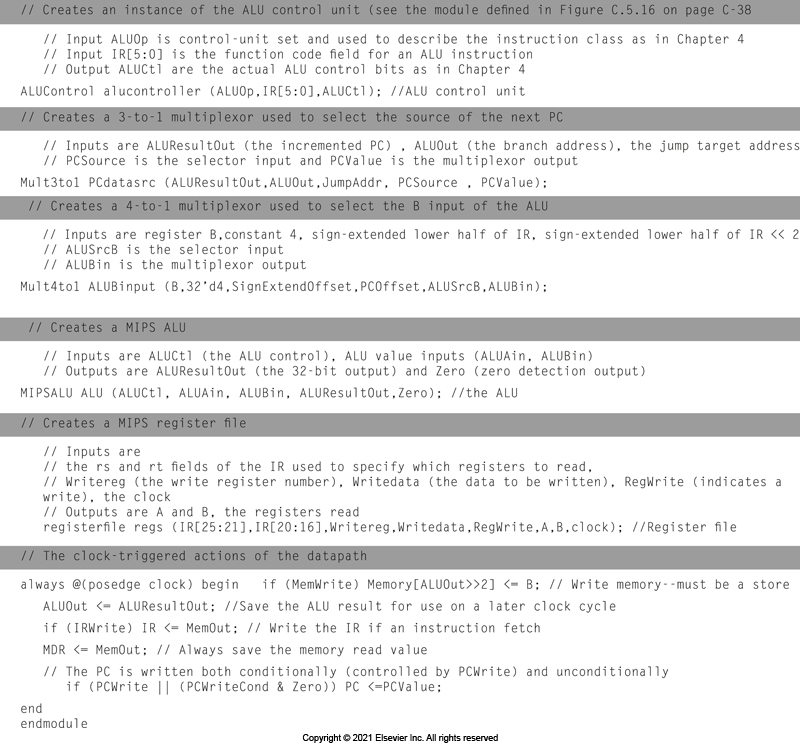 // Creates an instance of the ALU control unit (see the module defined in Figure C.5.16 on page C-38
// Input ALUOp is control-unit set and used to describe the instruction class as in Chapter 4
// Input IR[5:0] is the function code field for an ALU instruction
// Output ALUCtl are the actual ALU control bits as in Chapter 4
ALUControl alucontroller (ALUOp,IR[5:0],ALUCtl); //ALU control unit
// Creates a 3-to-1 multiplexor used to select the source of the next PC
// Inputs are ALUResultOut (the incremented PC) , ALUOut (the branch address), the jump target address
// PCSource is the selector input and PCValue is the multiplexor output
Mult3to1 PCdatasrc (ALUResultOut,ALUOut,JumpAddr, PCSource , PCValue);
// Creates a 4-to-1 multiplexor used to select the B input of the ALU
// Inputs are register B,constant 4, sign-extended lower half of IR, sign-extended lower half of IR << 2
// ALUSrcB is the selector input
// ALUBin is the multiplexor output
Mult4to1 ALUBinput (B,32’d4,SignExtendOffset,PCOffset,ALUSrcB,ALUBin);
// Creates a MIPS ALU
// Inputs are ALUCtl (the ALU control), ALU value inputs (ALUAin, ALUBin)
// Outputs are ALUResultOut (the 32-bit output) and Zero (zero detection output)
MIPSALU ALU (ALUCtl, ALUAin, ALUBin, ALUResultOut,Zero); //the ALU
// Creates a MIPS register file
// Inputs are
// the rs and rt fields of the IR used to specify which registers to read,
// Writereg (the write register number), Writedata (the data to be written), RegWrite (indicates a
write), the clock
// Outputs are A and B, the registers read
registerfile regs (IR[25:21],IR[20:16],Writereg,Writedata,RegWrite,A,B,clock); //Register file
// The clock-triggered actions of the datapath
always @(posedge clock) begin if (MemWrite) Memory[ALUOut>>2] <= B; // Write memory--must be a store
ALUOut <= ALUResultOut; //Save the ALU result for use on a later clock cycle
if (IRWrite) IR <= MemOut; // Write the IR if an instruction fetch
MDR <= MemOut; // Always save the memory read value
// The PC is written both conditionally (controlled by PCWrite) and unconditionally
if (PCWrite || (PCWriteCond & Zero)) PC <=PCValue;
end
endmodule
Copyright © 2021 Elsevier Inc. All rights reserved